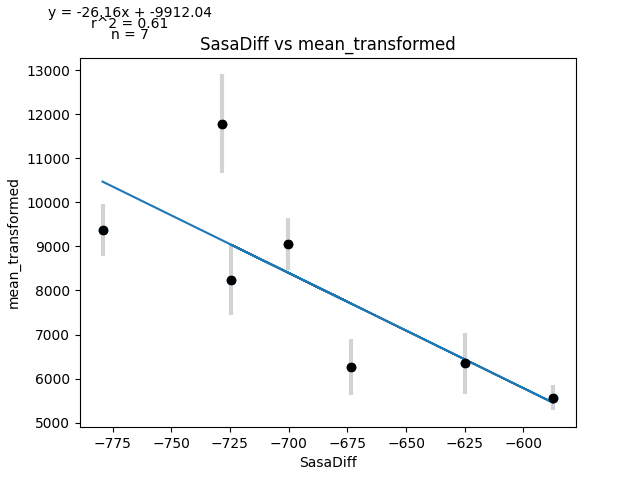 y = -26.16x + -9912.04
r^2 = 0.61
n = 7
SasaDiff vs mean_transformed
13000
12000
11000
10000
9000
8000
7000
6000
5000
mean_transformed
−775 −750 −725 −700 −675 −650 −625 −600
SasaDiff